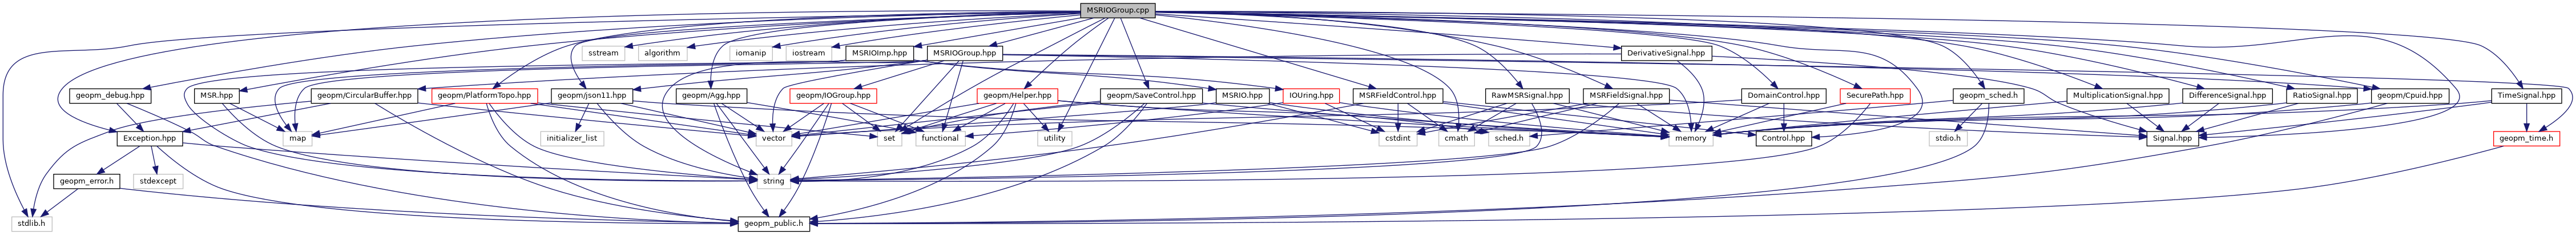 MSRIOGroup.cpp
sstream
algorithm
iomanip
iostream
MSRIOImp.hpp
MSRIOGroup.hpp
DerivativeSignal.hpp
geopm_debug.hpp
MSR.hpp
geopm/CircularBuffer.hpp
geopm/PlatformTopo.hpp
geopm/json11.hpp
geopm/Agg.hpp
geopm/IOGroup.hpp
geopm/Helper.hpp
geopm/SaveControl.hpp
MSRIO.hpp
IOUring.hpp
MSRFieldControl.hpp
RawMSRSignal.hpp
MSRFieldSignal.hpp
DomainControl.hpp
SecurePath.hpp
geopm_sched.h
MultiplicationSignal.hpp
DifferenceSignal.hpp
RatioSignal.hpp
geopm/Cpuid.hpp
TimeSignal.hpp
Exception.hpp
map
initializer_list
vector
set
functional
utility
cstdint
cmath
sched.h
memory
Control.hpp
stdio.h
Signal.hpp
geopm_time.h
geopm_error.h
stdexcept
string
stdlib.h
geopm_public.h